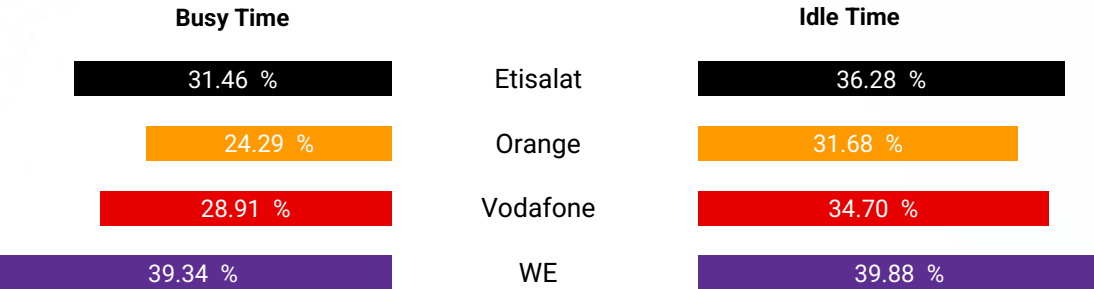 Busy Time Idle Time
31.46 % Etisalat 36.28 %
24.29 % Orange 31.68 %
28.91 % Vodafone 34.70 %
39.34 % WE 39.88 %